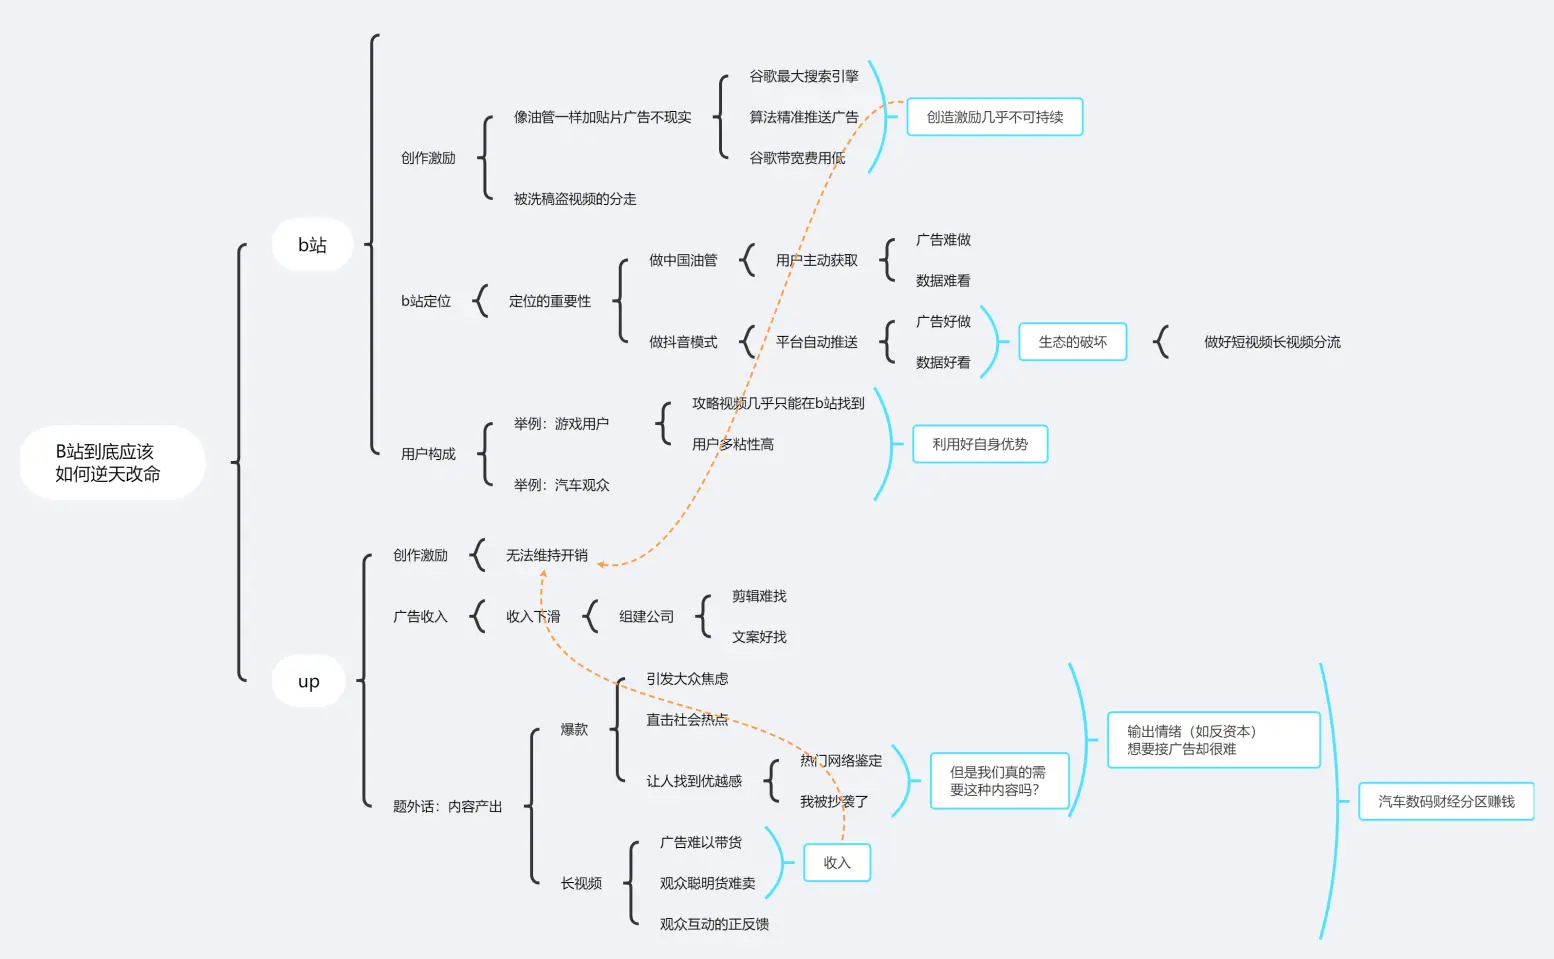 B站到底应该
如何逆天改命
b站
创作激励
像油管一样加贴片广告不现实
谷歌最大搜索引擎
算法精准推送广告
谷歌带宽费用低
创造激励几乎不可持续
被洗稿盗视频的分走
b站定位
定位的重要性
做中国油管
用户主动获取
广告难做
数据难看
做抖音模式
平台自动推送
广告好做
数据好看
生态的破坏
做好短视频长视频分流
用户构成
举例：游戏用户
攻略视频几乎只能在b站找到
用户多粘性高
举例：汽车观众
利用好自身优势
up
创作激励
无法维持开销
广告收入
收入下滑
组建公司
剪辑难找
文案好找
题外话：内容产出
爆款
引发大众焦虑
直击社会热点
让人找到优越感
热门网络鉴定
我被抄袭了
但是我们真的需
要这种内容吗？
输出情绪（如反资本）
想要接广告却很难
长视频
广告难以带货
观众聪明货难卖
观众互动的正反馈
收入
汽车数码财经分区赚钱